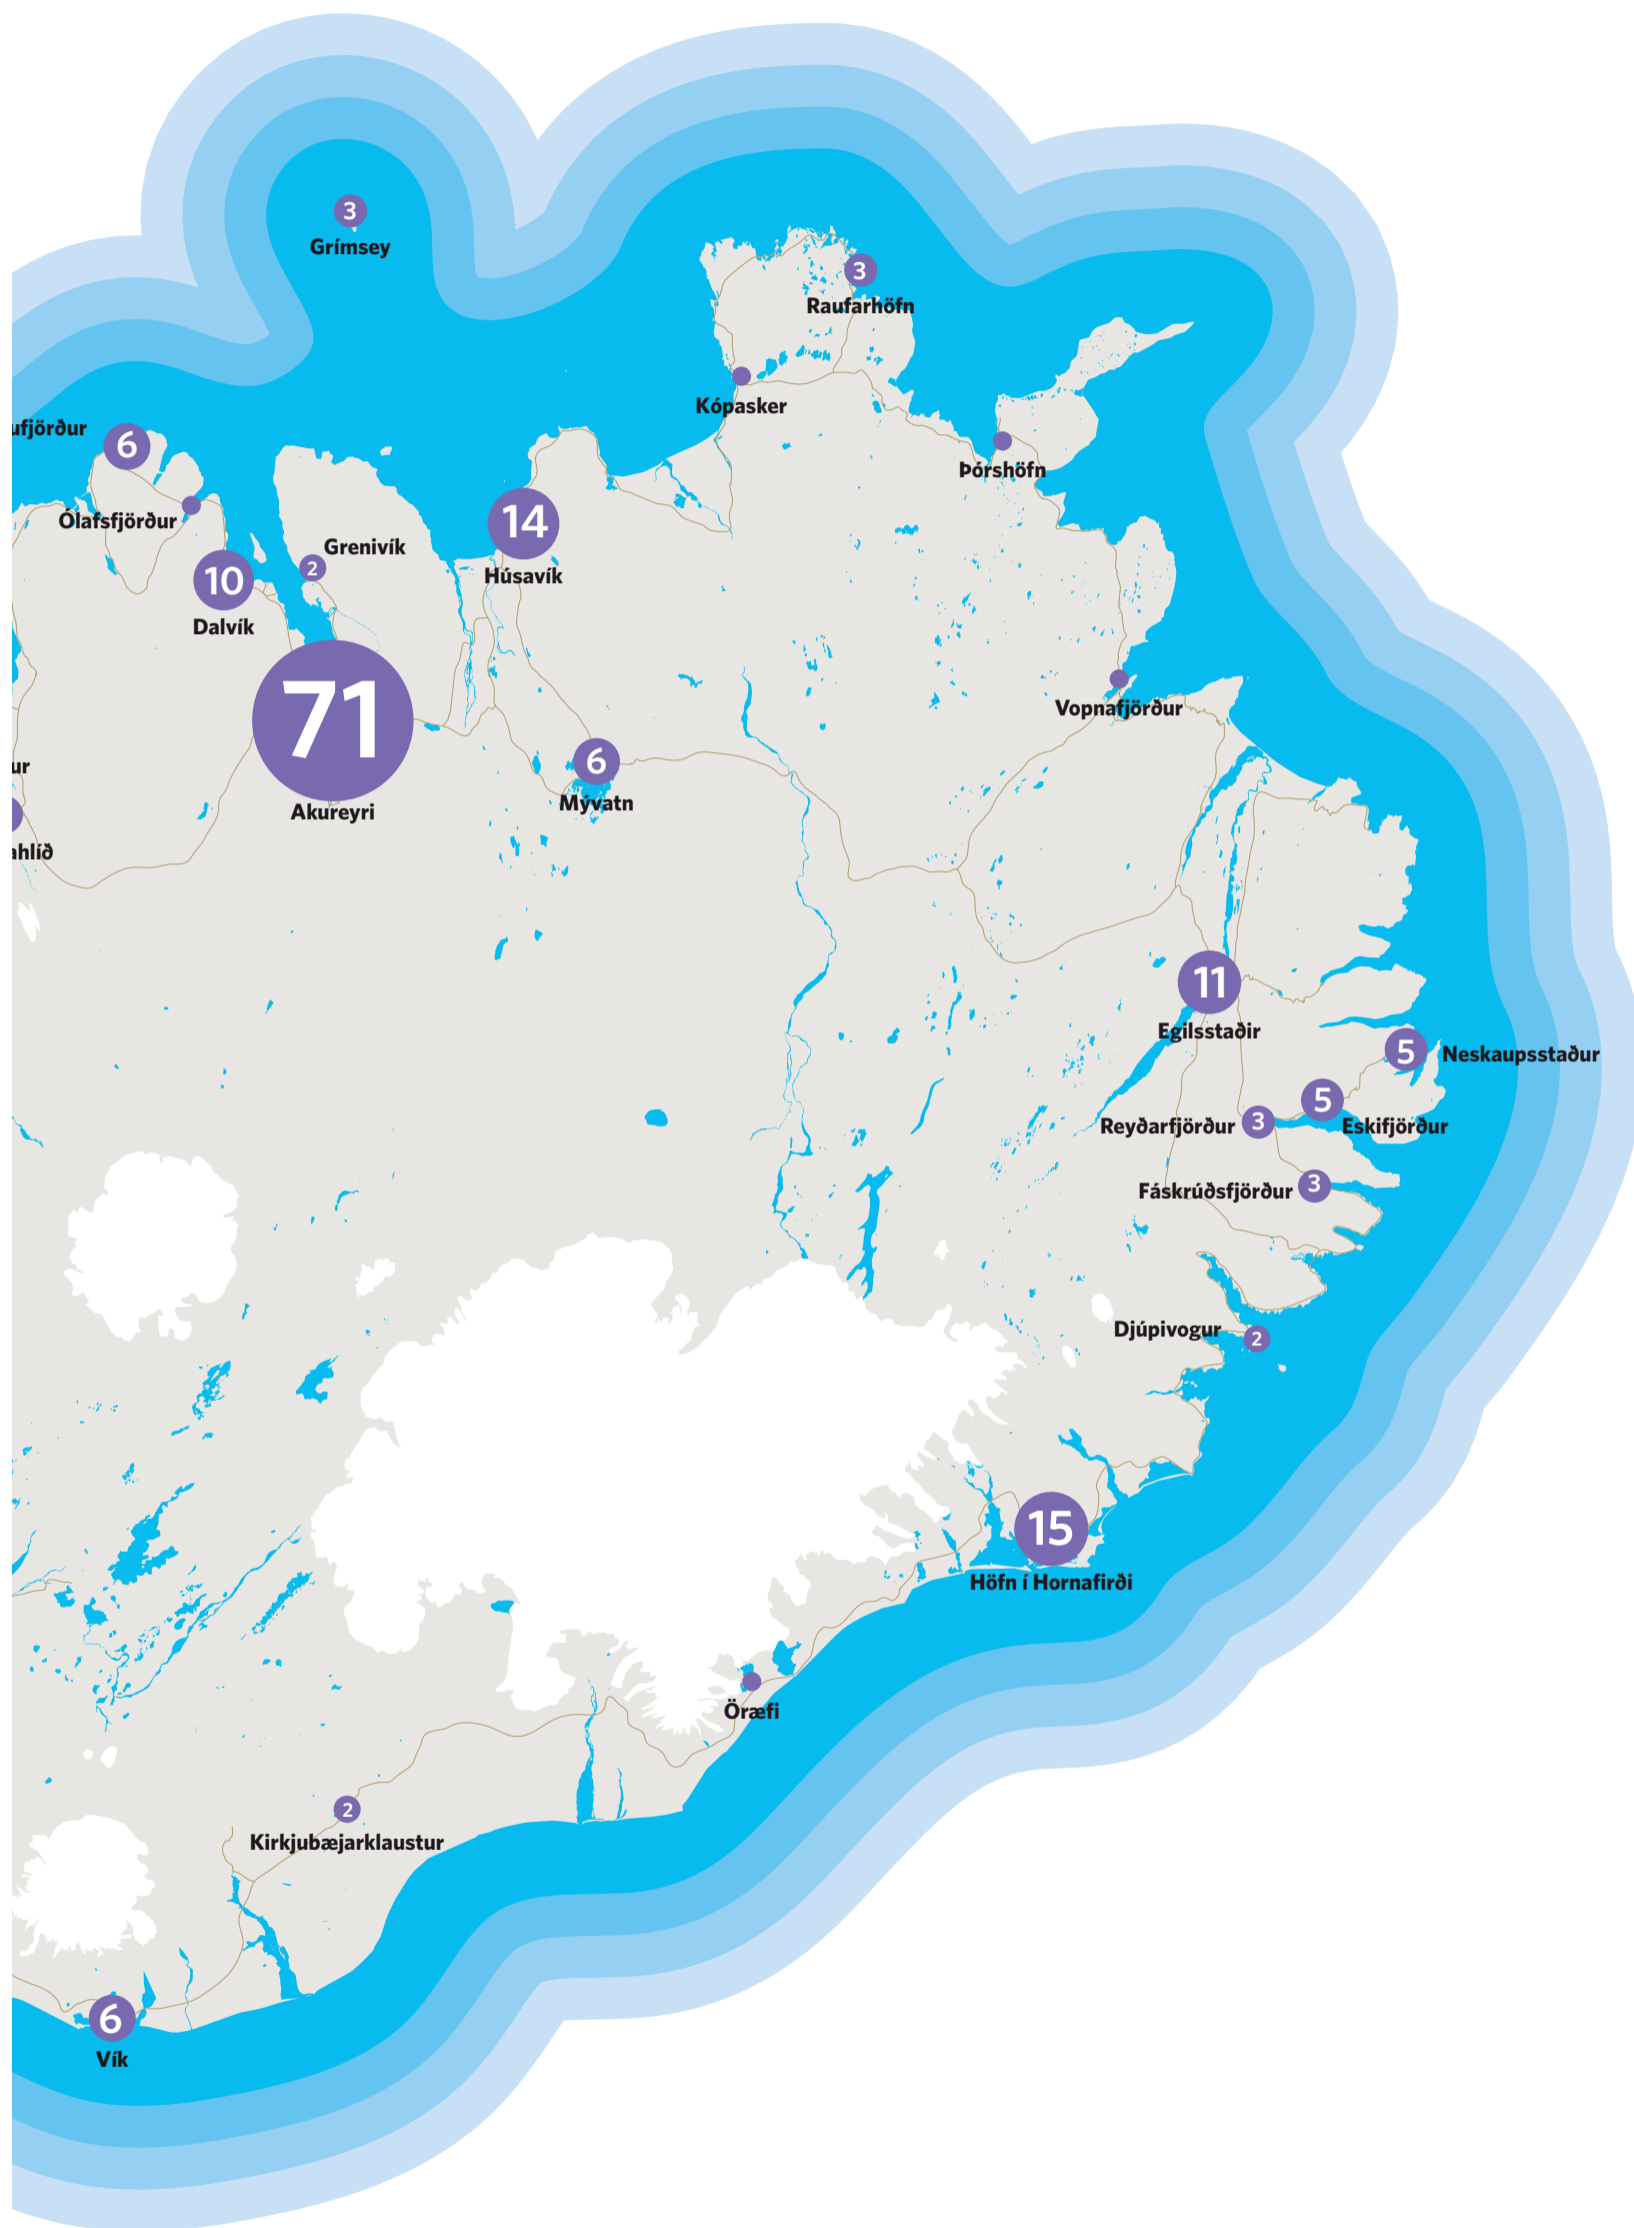 3
Grímsey
3
Raufarhöfn
Kópasker
ufjörður
6
Þórshöfn
Ólafsfjörður
14
Húsavík
Grenivík
2
10
Dalvík
71
Akureyri
Vopnafjörður
6
Mývatn
ur
ahlíð
11
Egilsstaðir
5
Neskaupsstaður
5
Eskifjörður
Reyðarfjörður
3
Fáskrúðsfjörður
3
Djúpivogur
2
15
Höfn í Hornafirði
Öræfi
2
Kirkjubæjarklaustur
6
Vík